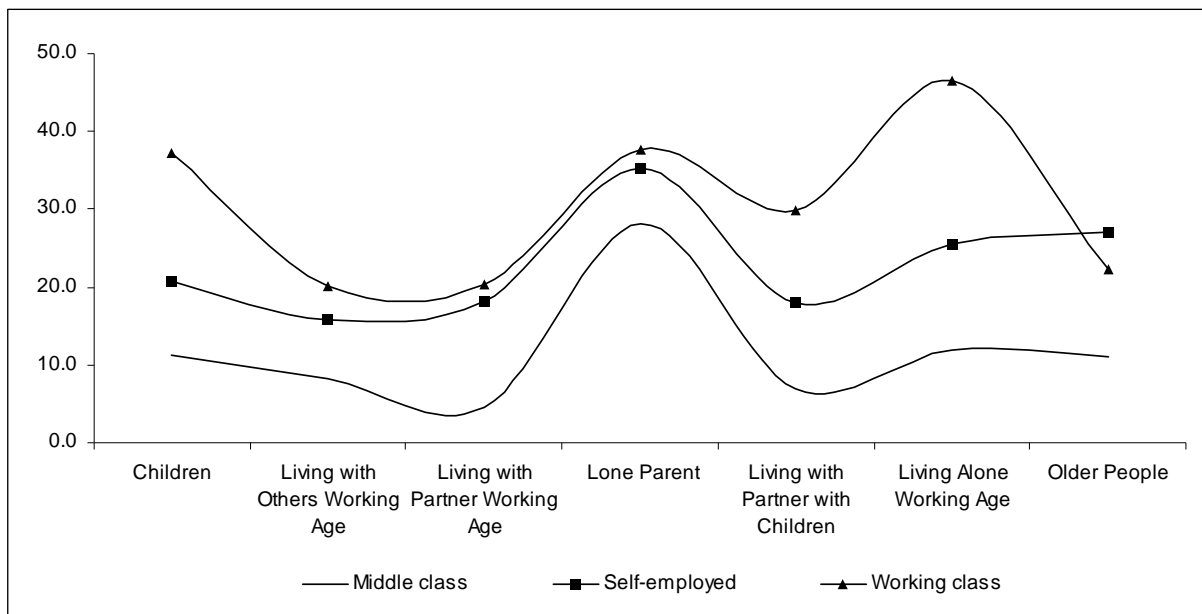 50.0
40.0
30.0
20.0
10.0
0.0
Children
Living with
Others Working
Age
Living with
Partner Working
Age
Lone Parent
Living with
Partner with
Children
Living Alone
Working Age
Older People
Middle class
Self-employed
Working class